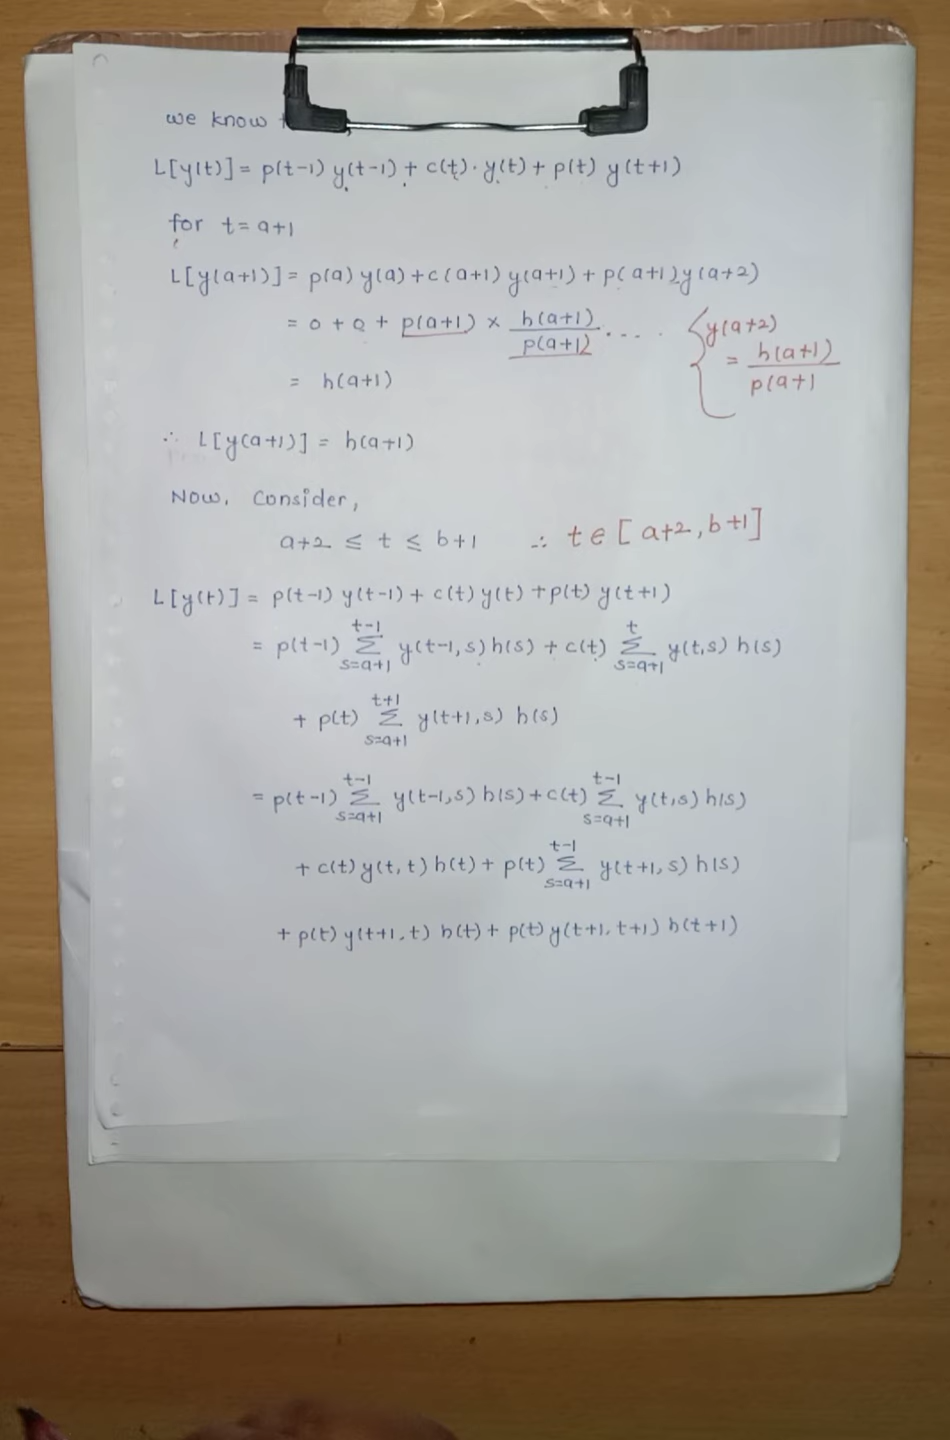 we know
L[y(t)] = p(t-1) y(t-1) + c(t) · y(t) + p(t) y(t+1)
for t = a+1
L[y(a+1)] = p(a) y(a) + c(a+1) y(a+1) + p(a+1) y(a+2)
= 0 + 0 + p(a+1) × h(a+1)/p(a+1) .... { y(a+2) = h(a+1)/p(a+1
= h(a+1)
∴ L[y(a+1)] = h(a+1)
Now, Consider,
a+2 ≤ t ≤ b+1 ∴ t ∈ [a+2, b+1]
L[y(t)] = p(t-1) y(t-1) + c(t) y(t) + p(t) y(t+1)
= p(t-1) Σ_{s=a+1}^{t-1} y(t-1,s) h(s) + c(t) Σ_{s=a+1}^{t} y(t,s) h(s)
+ p(t) Σ_{s=a+1}^{t+1} y(t+1,s) h(s)
= p(t-1) Σ_{s=a+1}^{t-1} y(t-1,s) h(s) + c(t) Σ_{s=a+1}^{t-1} y(t,s) h(s)
+ c(t) y(t,t) h(t) + p(t) Σ_{s=a+1}^{t-1} y(t+1,s) h(s)
+ p(t) y(t+1,t) h(t) + p(t) y(t+1,t+1) h(t+1)